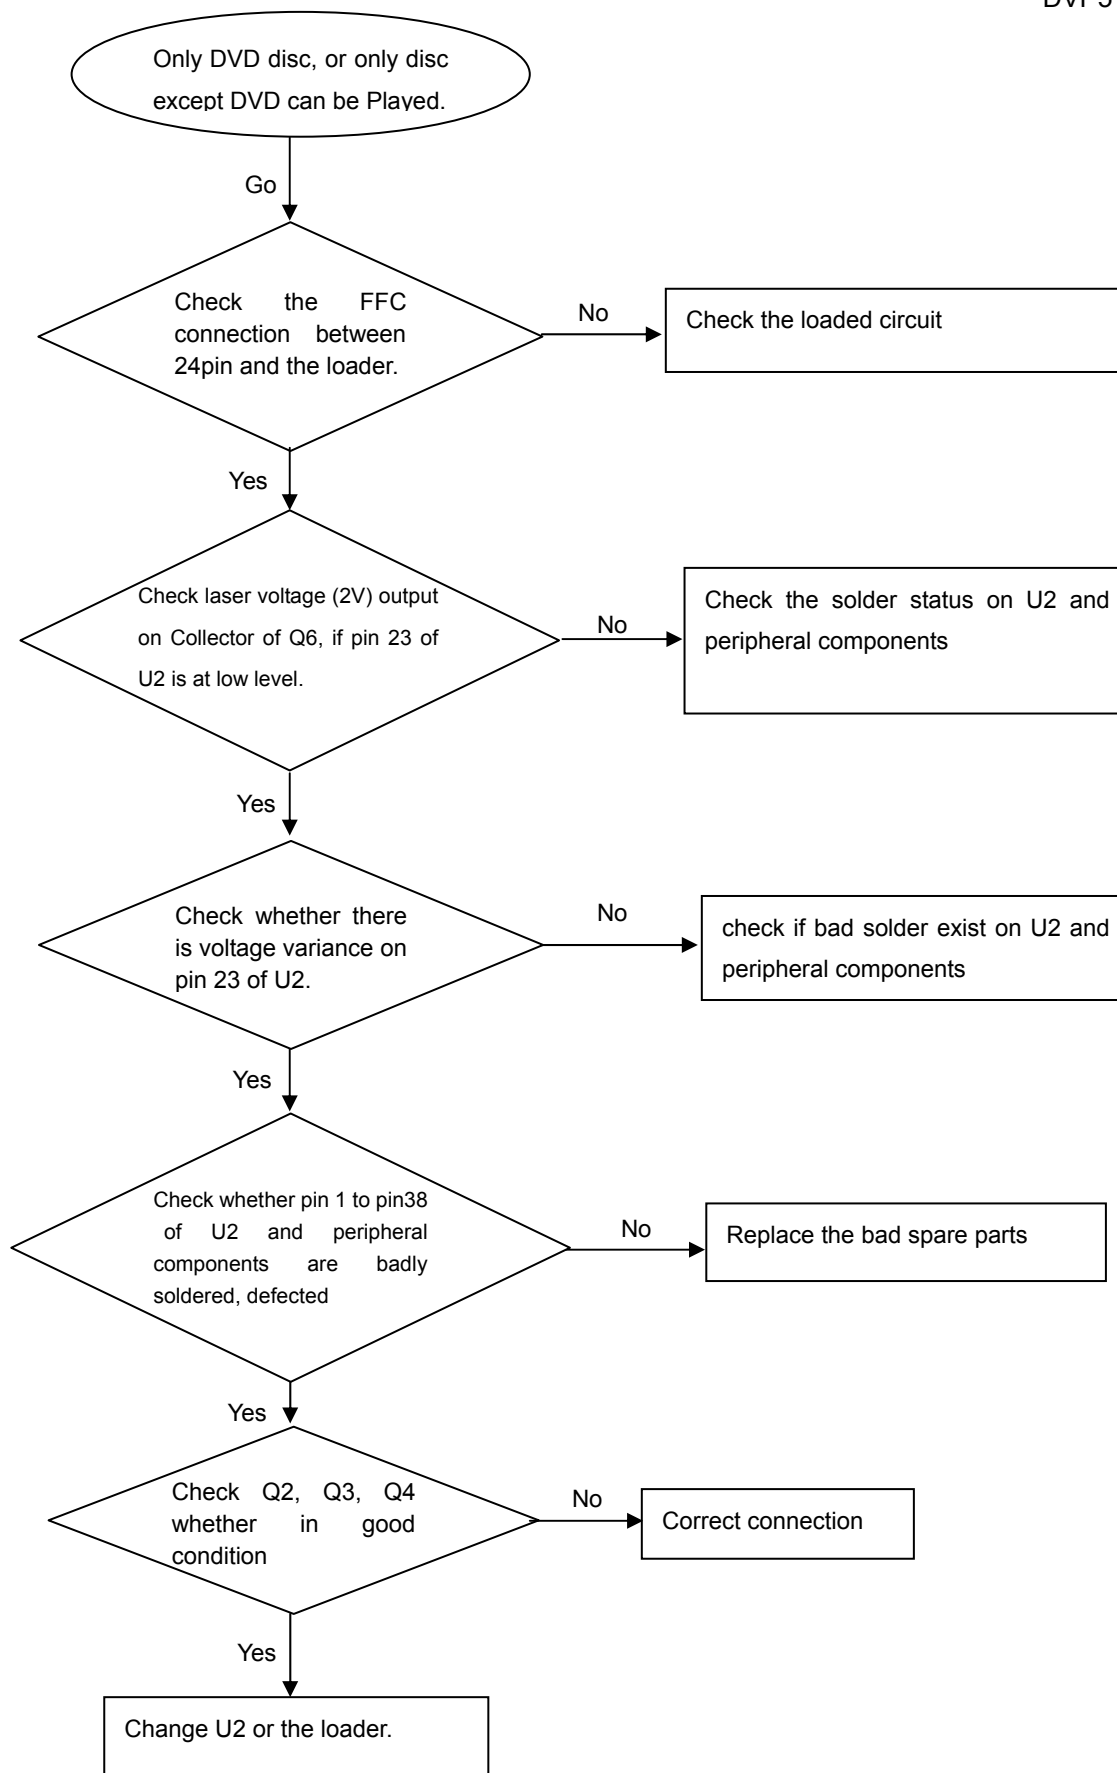 Only DVD disc, or only disc
except DVD can be Played.
Go
Check the FFC
connection between
24pin and the loader.
No
Check the loaded circuit
Yes
Check laser voltage (2V) output
on Collector of Q6, if pin 23 of
U2 is at low level.
No
Check the solder status on U2 and
peripheral components
Yes
Check whether there
is voltage variance on
pin 23 of U2.
No
check if bad solder exist on U2 and
peripheral components
Yes
Check whether pin 1 to pin38
of U2 and peripheral
components are badly
soldered, defected
No
Replace the bad spare parts
Yes
Check Q2, Q3, Q4
whether in good
condition
No
Correct connection
Yes
Change U2 or the loader.